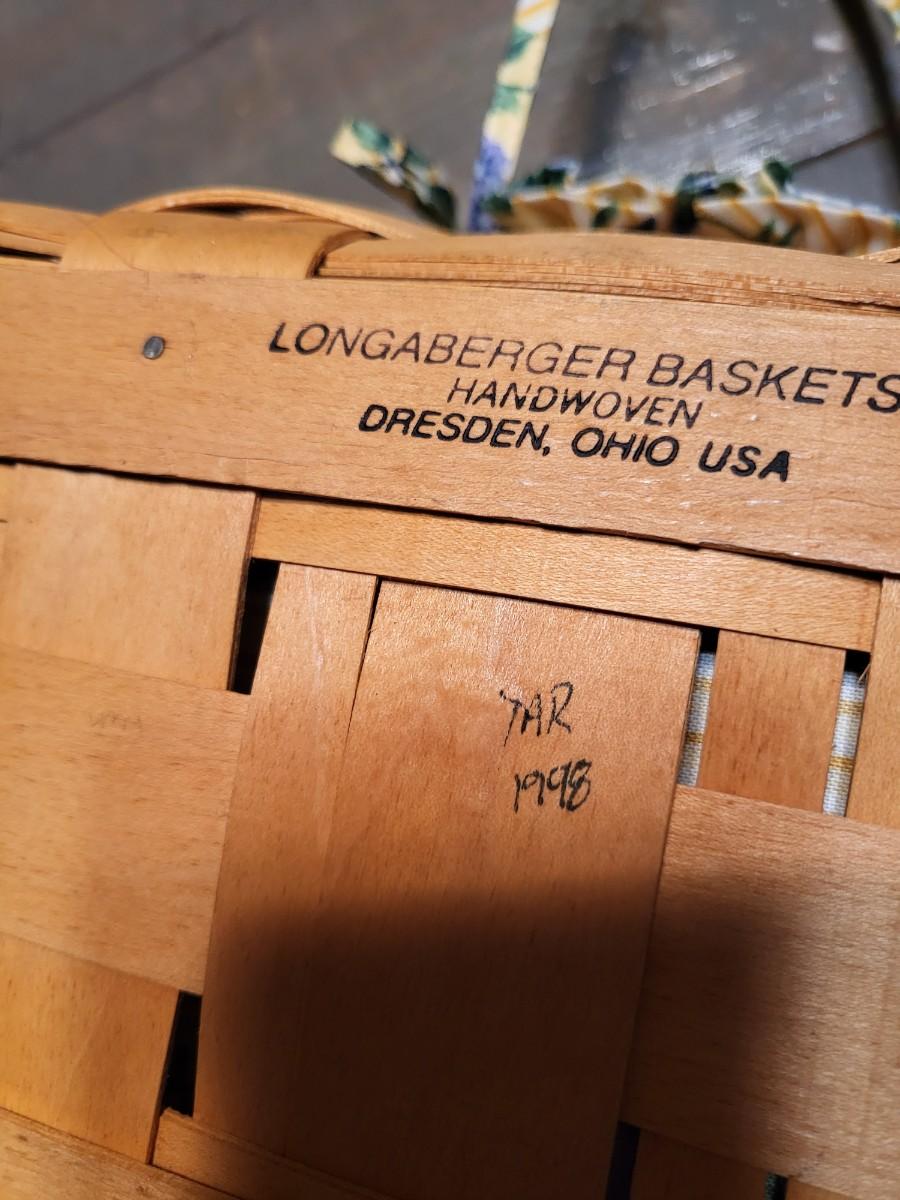 LONGABERGER BASKETS
HANDWOVEN
DRESDEN, OHIO USA
TAR
1998